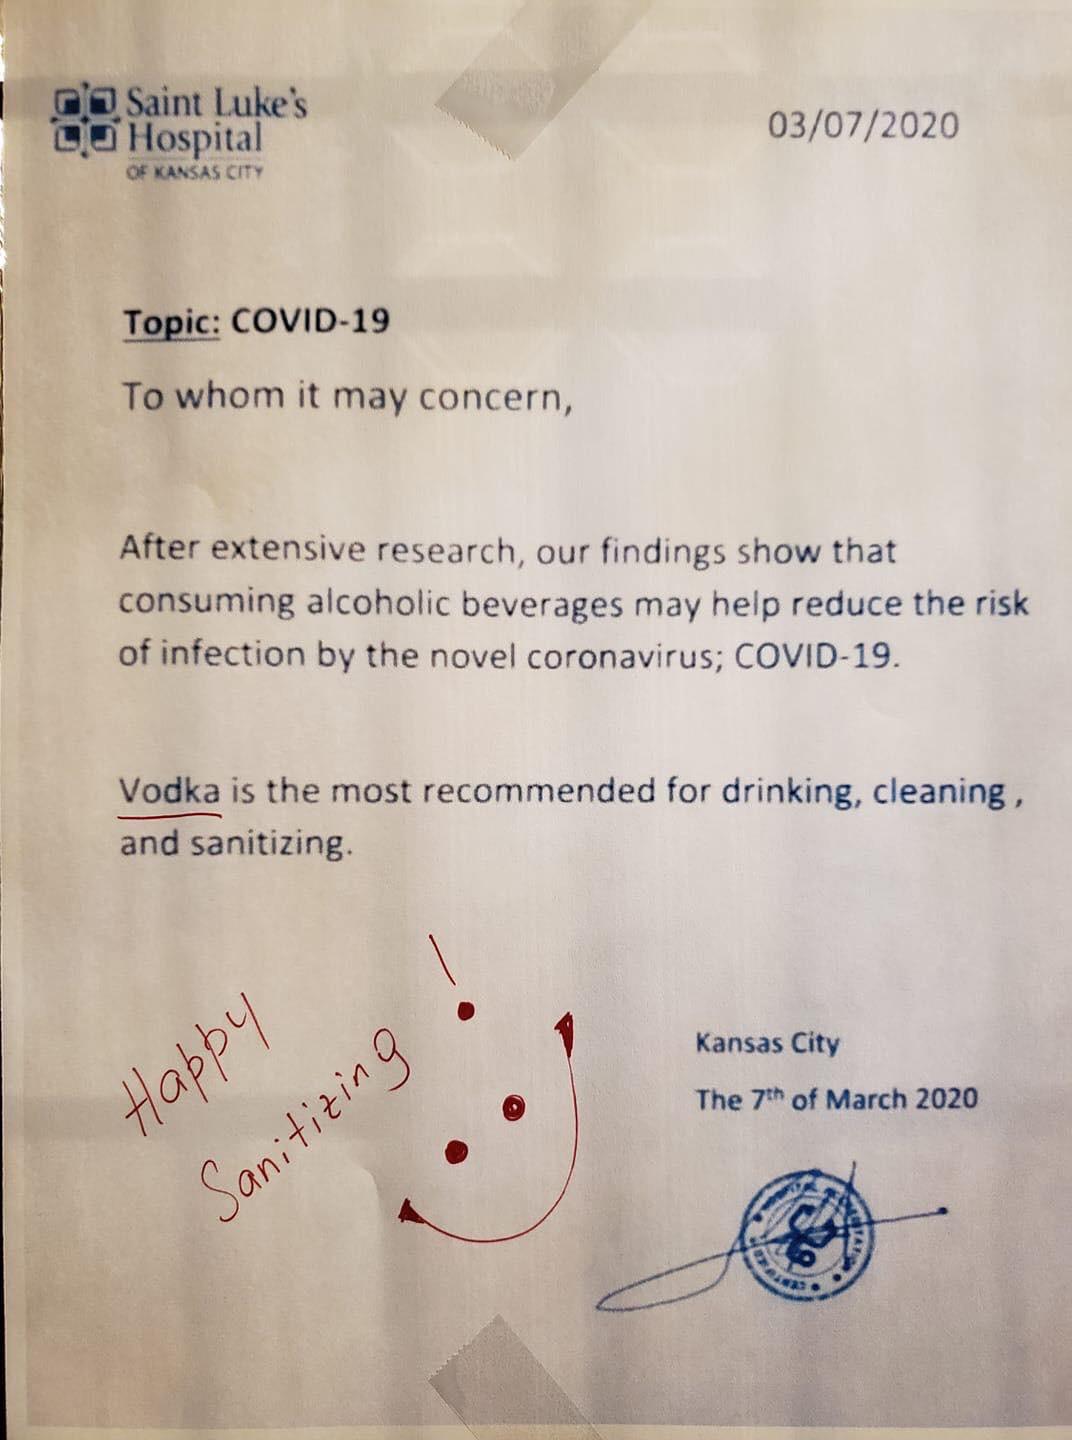 Saint Luke's
Hospital
OF KANSAS CITY
03/07/2020
Topic: COVID-19
To whom it may concern,
After extensive research, our findings show that
consuming alcoholic beverages may help reduce the risk
of infection by the novel coronavirus; COVID-19.
Vodka is the most recommended for drinking, cleaning ,
and sanitizing.
Happy
Sanitizing !
Kansas City
The 7th of March 2020
HOSPITAL
CERTIFIED